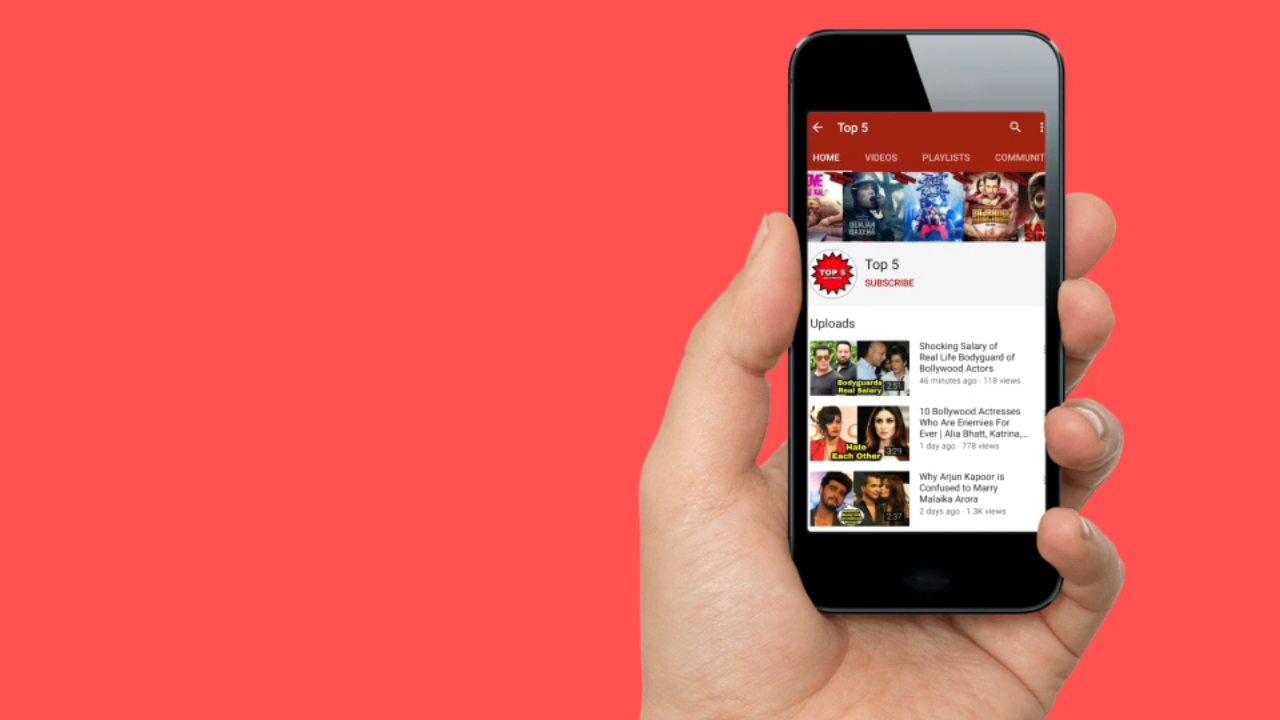 Top 5
HOME VIDEOS PLAYLISTS COMMUNIT
TOP 5
Top 5
SUBSCRIBE
Uploads
Shocking Salary of
Real Life Bodyguard of
Bollywood Actors
46 minutes ago · 118 views
Bodyguards
Real Salary
2:51
10 Bollywood Actresses
Who Are Enemies For
Ever | Alia Bhatt, Katrina,...
1 day ago · 778 views
Hate
Each Other
3:29
Why Arjun Kapoor is
Confused to Marry
Malaika Arora
2 days ago · 1.3K views
2:37